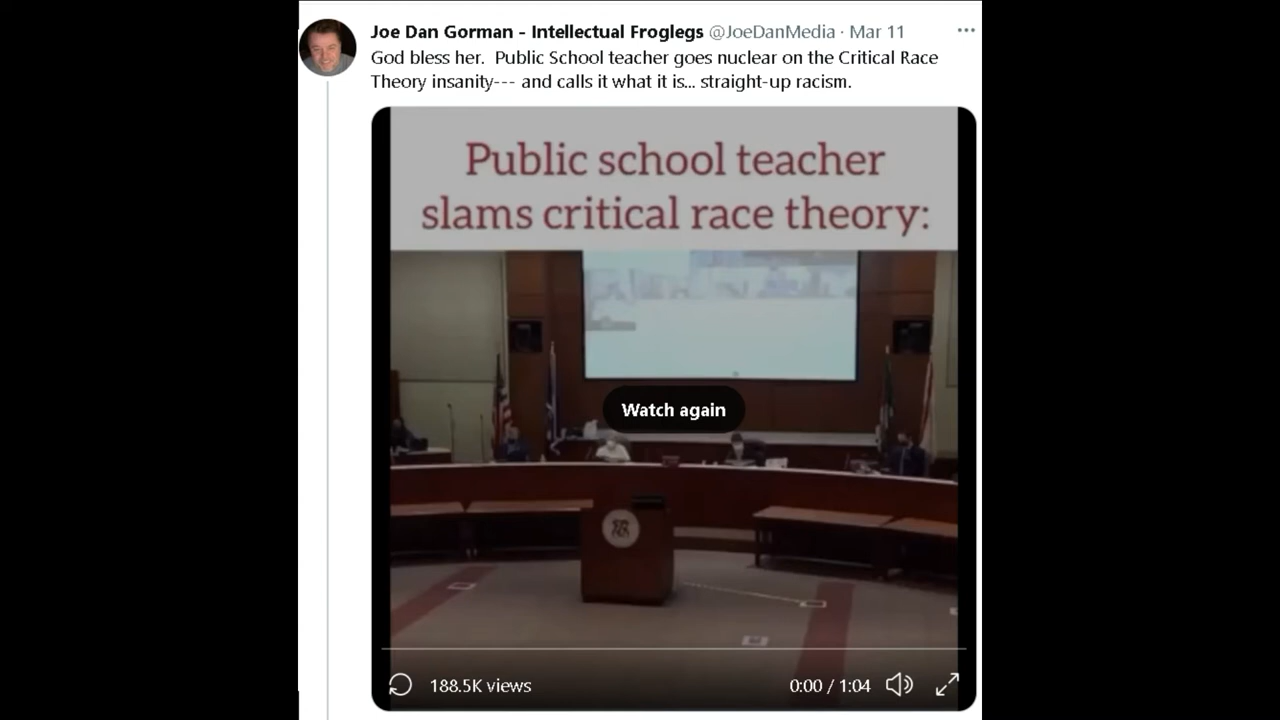 Joe Dan Gorman - Intellectual Froglegs @JoeDanMedia · Mar 11 ...
God bless her. Public School teacher goes nuclear on the Critical Race
Theory insanity--- and calls it what it is... straight-up racism.
Public school teacher
slams critical race theory:
Watch again
188.5K views
0:00 / 1:04